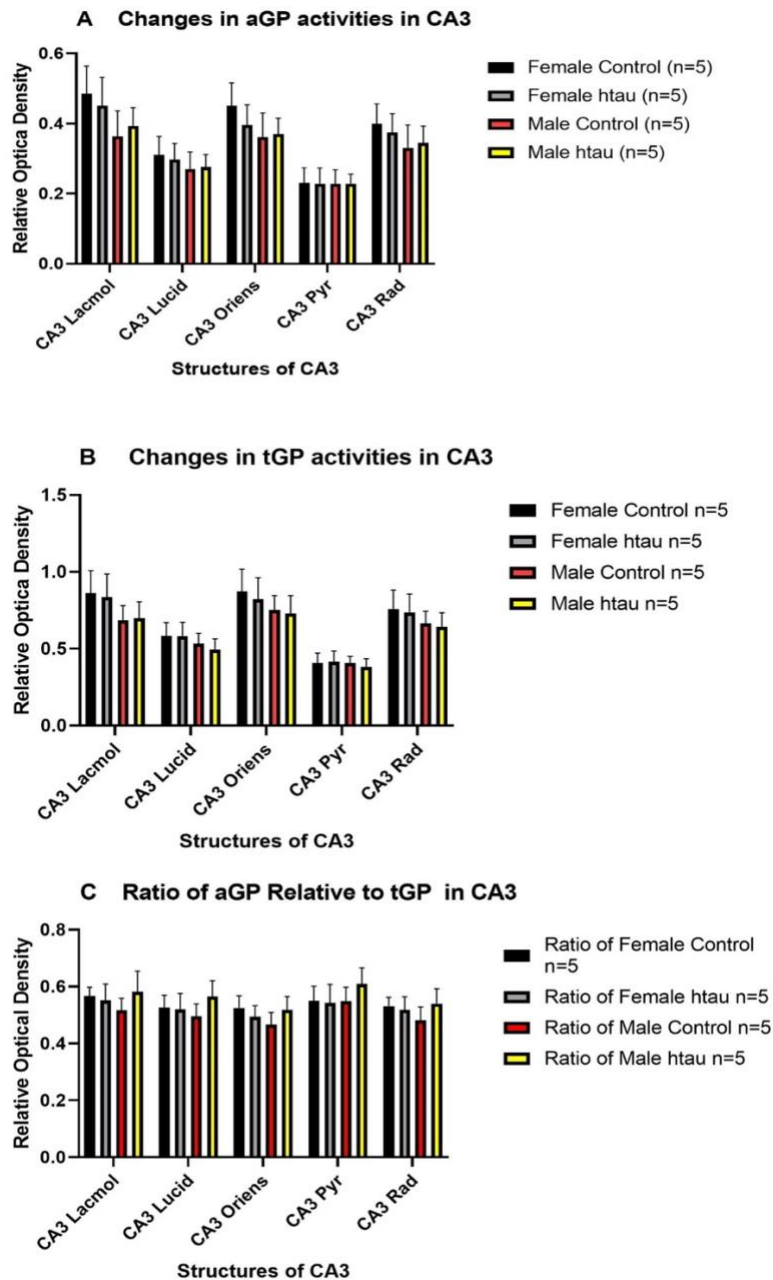 A Changes in aGP activities in CA3
Relative Optica Density
0.6
0.4
0.2
0.0
Female Control (n=5)
Female htau (n=5)
Male Control (n=5)
Male htau (n=5)
CA3 Lacmol
CA3 Lucid
CA3 Oriens
CA3 Pyr
CA3 Rad
Structures of CA3
B Changes in tGP activities in CA3
Relative Optical Density
1.5
1.0
0.5
0.0
Female Control n=5
Female htau n=5
Male Control n=5
Male htau n=5
CA3 Lacmol
CA3 Lucid
CA3 Oriens
CA3 Pyr
CA3 Rad
Structures of CA3
C Ratio of aGP Relative to tGP in CA3
Relative Optical Density
0.8
0.6
0.4
0.2
0.0
Ratio of Female Control
n=5
Ratio of Female htau n=5
Ratio of Male Control n=5
Ratio of Male htau n=5
CA3 Lacmol
CA3 Lucid
CA3 Oriens
CA3 Pyr
CA3 Rad
Structures of CA3